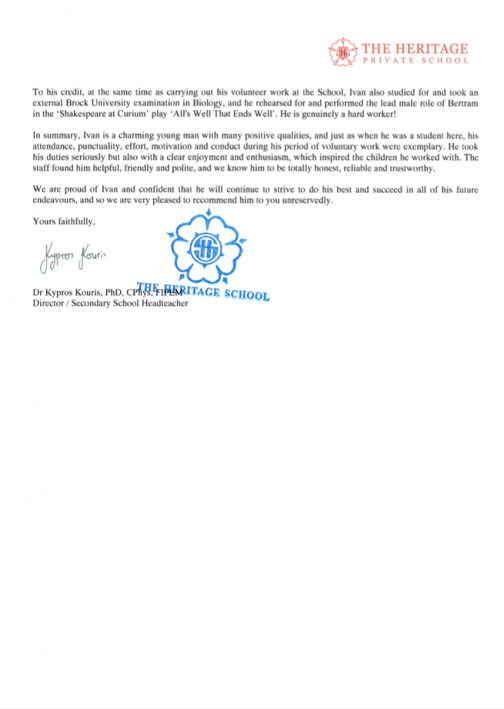 THE HERITAGE
PRIVATE SCHOOL
To his credit, at the same time as carrying out his volunteer work at the School, Ivan also studied for and took an
external Brock University examination in Biology, and he rehearsed for and performed the lead male role of Bertram
in the ‘Shakespeare at Curium’ play ‘All's Well That Ends Well’. He is genuinely a hard worker!
In summary, Ivan is a charming young man with many positive qualities, and just as when he was a student here, his
attendance, punctuality, effort, motivation and conduct during his period of voluntary work were exemplary. He took
his duties seriously but also with a clear enjoyment and enthusiasm, which inspired the children he worked with. The
staff found him helpful, friendly and polite, and we know him to be totally honest, reliable and trustworthy.
We are proud of Ivan and confident that he will continue to strive to do his best and succeed in all of his future
endeavours, and so we are very pleased to recommend him to you unreservedly.
Yours faithfully,
Kypros Kouris
THE HERITAGE SCHOOL
Dr Kypros Kouris, PhD, CPhys, FIPEM
Director / Secondary School Headteacher